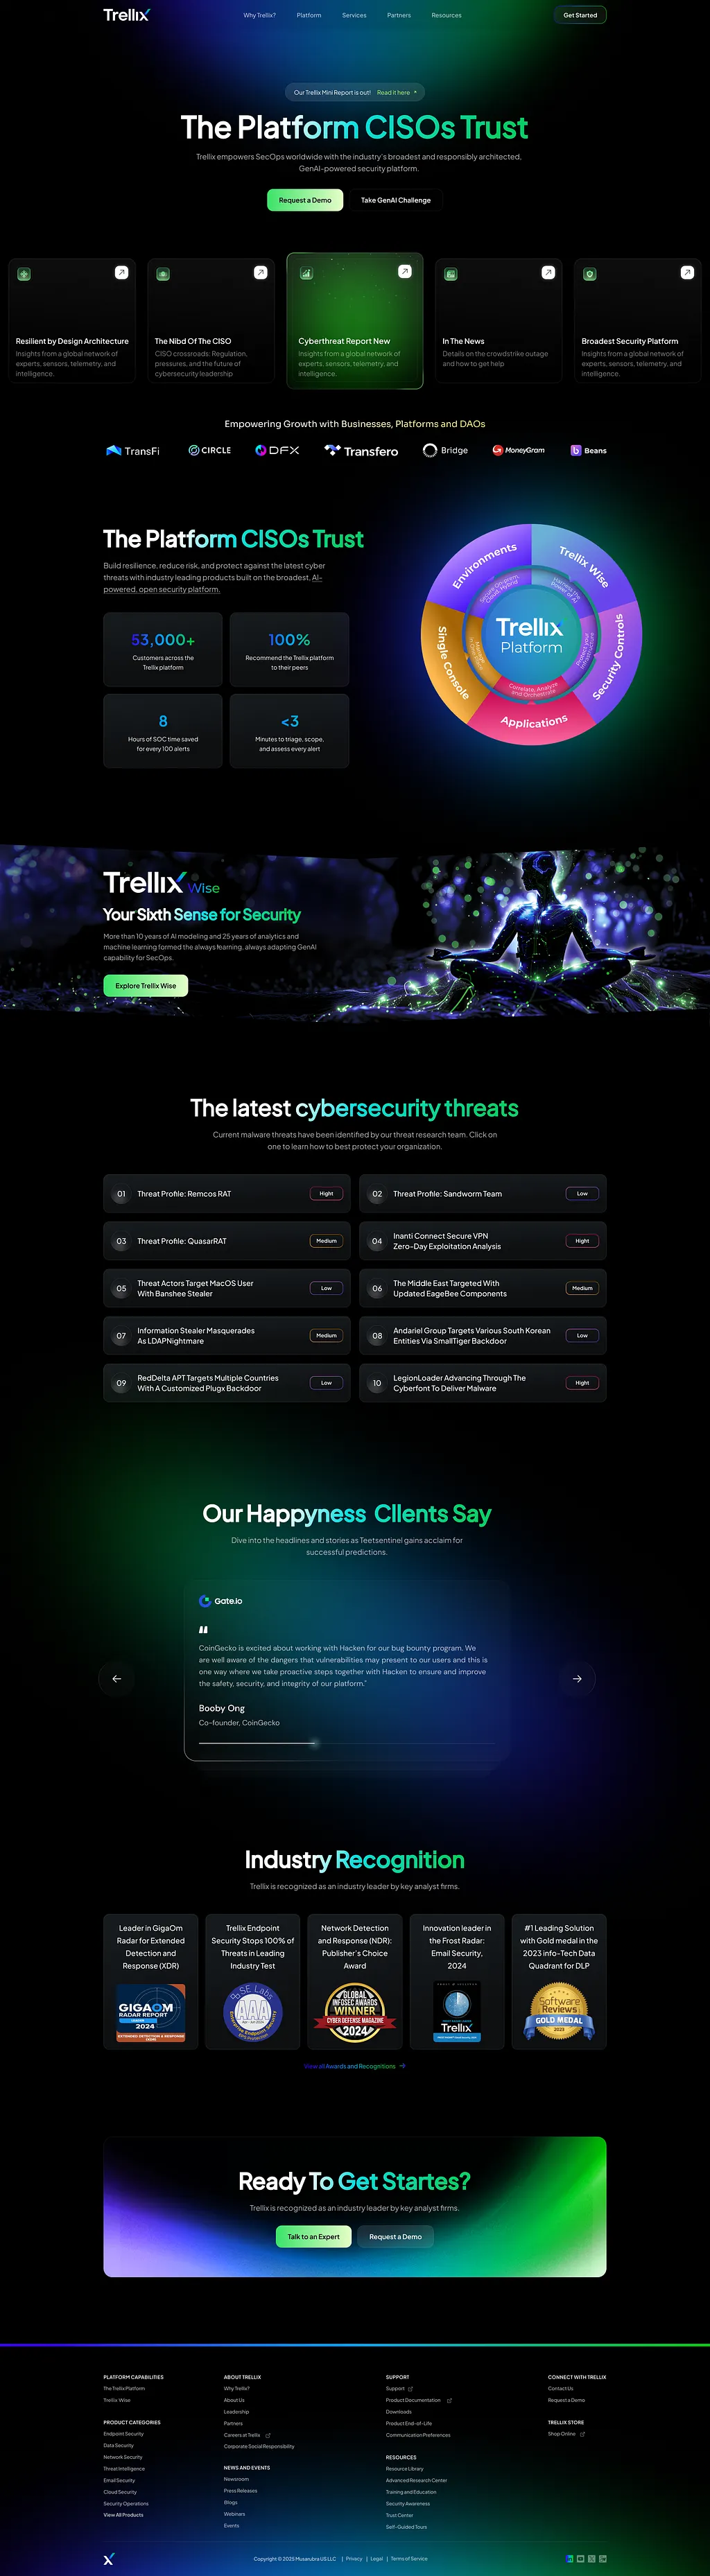 Trellix
Why Trellix?
Platform
Services
Partners
Resources
Get Started
Our Trellix Mini Report is out! Read it here
The Platform CISOs Trust
Trellix empowers SecOps worldwide with the industry's broadest and responsibly architected,
GenAI-powered security platform.
Request a Demo
Take GenAI Challenge
Resilient by Design Architecture
Insights from a global network of
experts, sensors, telemetry, and
intelligence.
The Nibd Of The CISO
CISO crossroads: Regulation,
pressures, and the future of
cybersecurity leadership
Cyberthreat Report New
Insights from a global network of
experts, sensors, telemetry, and
intelligence.
In The News
Details on the crowdstrike outage
and how to get help
Broadest Security Platform
Insights from a global network of
experts, sensors, telemetry, and
intelligence.
Empowering Growth with Businesses, Platforms and DAOs
TransFi
CIRCLE
DFX
Transfero
Bridge
MoneyGram
Beans
The Platform CISOs Trust
Build resilience, reduce risk, and protect against the latest cyber
threats with industry leading products built on the broadest, AI-
powered, open security platform.
53,000+
Customers across the
Trellix platform
100%
Recommend the Trellix platform
to their peers
8
Hours of SOC time saved
for every 100 alerts
<3
Minutes to triage, scope,
and assess every alert
Environments
Trellix Wise
Security Controls
Applications
Single Console
Harness the
Power of AI
Correlate, Analyze
and Orchestrate
Trellix
Platform
Trellix Wise
Your Sixth Sense for Security
More than 10 years of AI modeling and 25 years of analytics and
machine learning formed the always learning, always adapting GenAI
capability for SecOps.
Explore Trellix Wise
The latest cybersecurity threats
Current malware threats have been identified by our threat research team. Click on
one to learn how to best protect your organization.
01
Threat Profile: Remcos RAT
Hight
02
Threat Profile: Sandworm Team
Low
03
Threat Profile: QuasarRAT
Medium
04
Inanti Connect Secure VPN
Zero-Day Exploitation Analysis
Hight
05
Threat Actors Target MacOS User
With Banshee Stealer
Low
06
The Middle East Targeted With
Updated EageBee Components
Medium
07
Information Stealer Masquerades
As LDAPNightmare
Medium
08
Andariel Group Targets Various South Korean
Entities Via SmallTiger Backdoor
Low
09
RedDelta APT Targets Multiple Countries
With A Customized Plugx Backdoor
Low
10
LegionLoader Advancing Through The
Cyberfont To Deliver Malware
Hight
Our Happyness Clients Say
Dive into the headlines and stories as Teetsentinel gains acclaim for
successful predictions.
Gate.io
"
CoinGecko is excited about working with Hacken for our bug bounty program. We
are well aware of the dangers that vulnerabilities may present to our users and this is
one way where we take proactive steps together with Hacken to ensure and improve
the safety, security, and integrity of our platform."
Booby Ong
Co-founder, CoinGecko
Industry Recognition
Trellix is recognized as an industry leader by key analyst firms.
Leader in GigaOm
Radar for Extended
Detection and
Response (XDR)
GIGAOM
RADAR REPORT
LEADER
2024
EXTENDED DETECTION & RESPONSE
(XDR)
Trellix Endpoint
Security Stops 100% of
Threats in Leading
Industry Test
SE Labs
AAA
Enterprise Endpoint Security
Network Detection
and Response (NDR):
Publisher's Choice
Award
GLOBAL
INFOSEC AWARDS
WINNER
CYBER DEFENSE MAGAZINE
2024
Innovation leader in
the Frost Radar:
Email Security,
2024
Trellix
#1 Leading Solution
with Gold medal in the
2023 info-Tech Data
Quadrant for DLP
Software
Reviews
GOLD MEDAL
2023
View all Awards and Recognitions
Ready To Get Startes?
Trellix is recognized as an industry leader by key analyst firms.
Talk to an Expert
Request a Demo
PLATFORM CAPABILITIES
The Trellix Platform
Trellix Wise
PRODUCT CATEGORIES
Endpoint Security
Data Security
Network Security
Threat Intelligence
Email Security
Cloud Security
Security Operations
View All Products
ABOUT TRELLIX
Why Trellix?
About Us
Leadership
Partners
Careers at Trellix
Corporate Social Responsibility
NEWS AND EVENTS
Newsroom
Press Releases
Blogs
Webinars
Events
SUPPORT
Support
Product Documentation
Downloads
Product End-of-Life
Communication Preferences
RESOURCES
Resource Library
Advanced Research Center
Training and Education
Security Awareness
Trust Center
Self-Guided Tours
CONNECT WITH TRELLIX
Contact Us
Request a Demo
TRELLIX STORE
Shop Online
Copyright © 2025 Musarubra US LLC | Privacy | Legal | Terms of Service